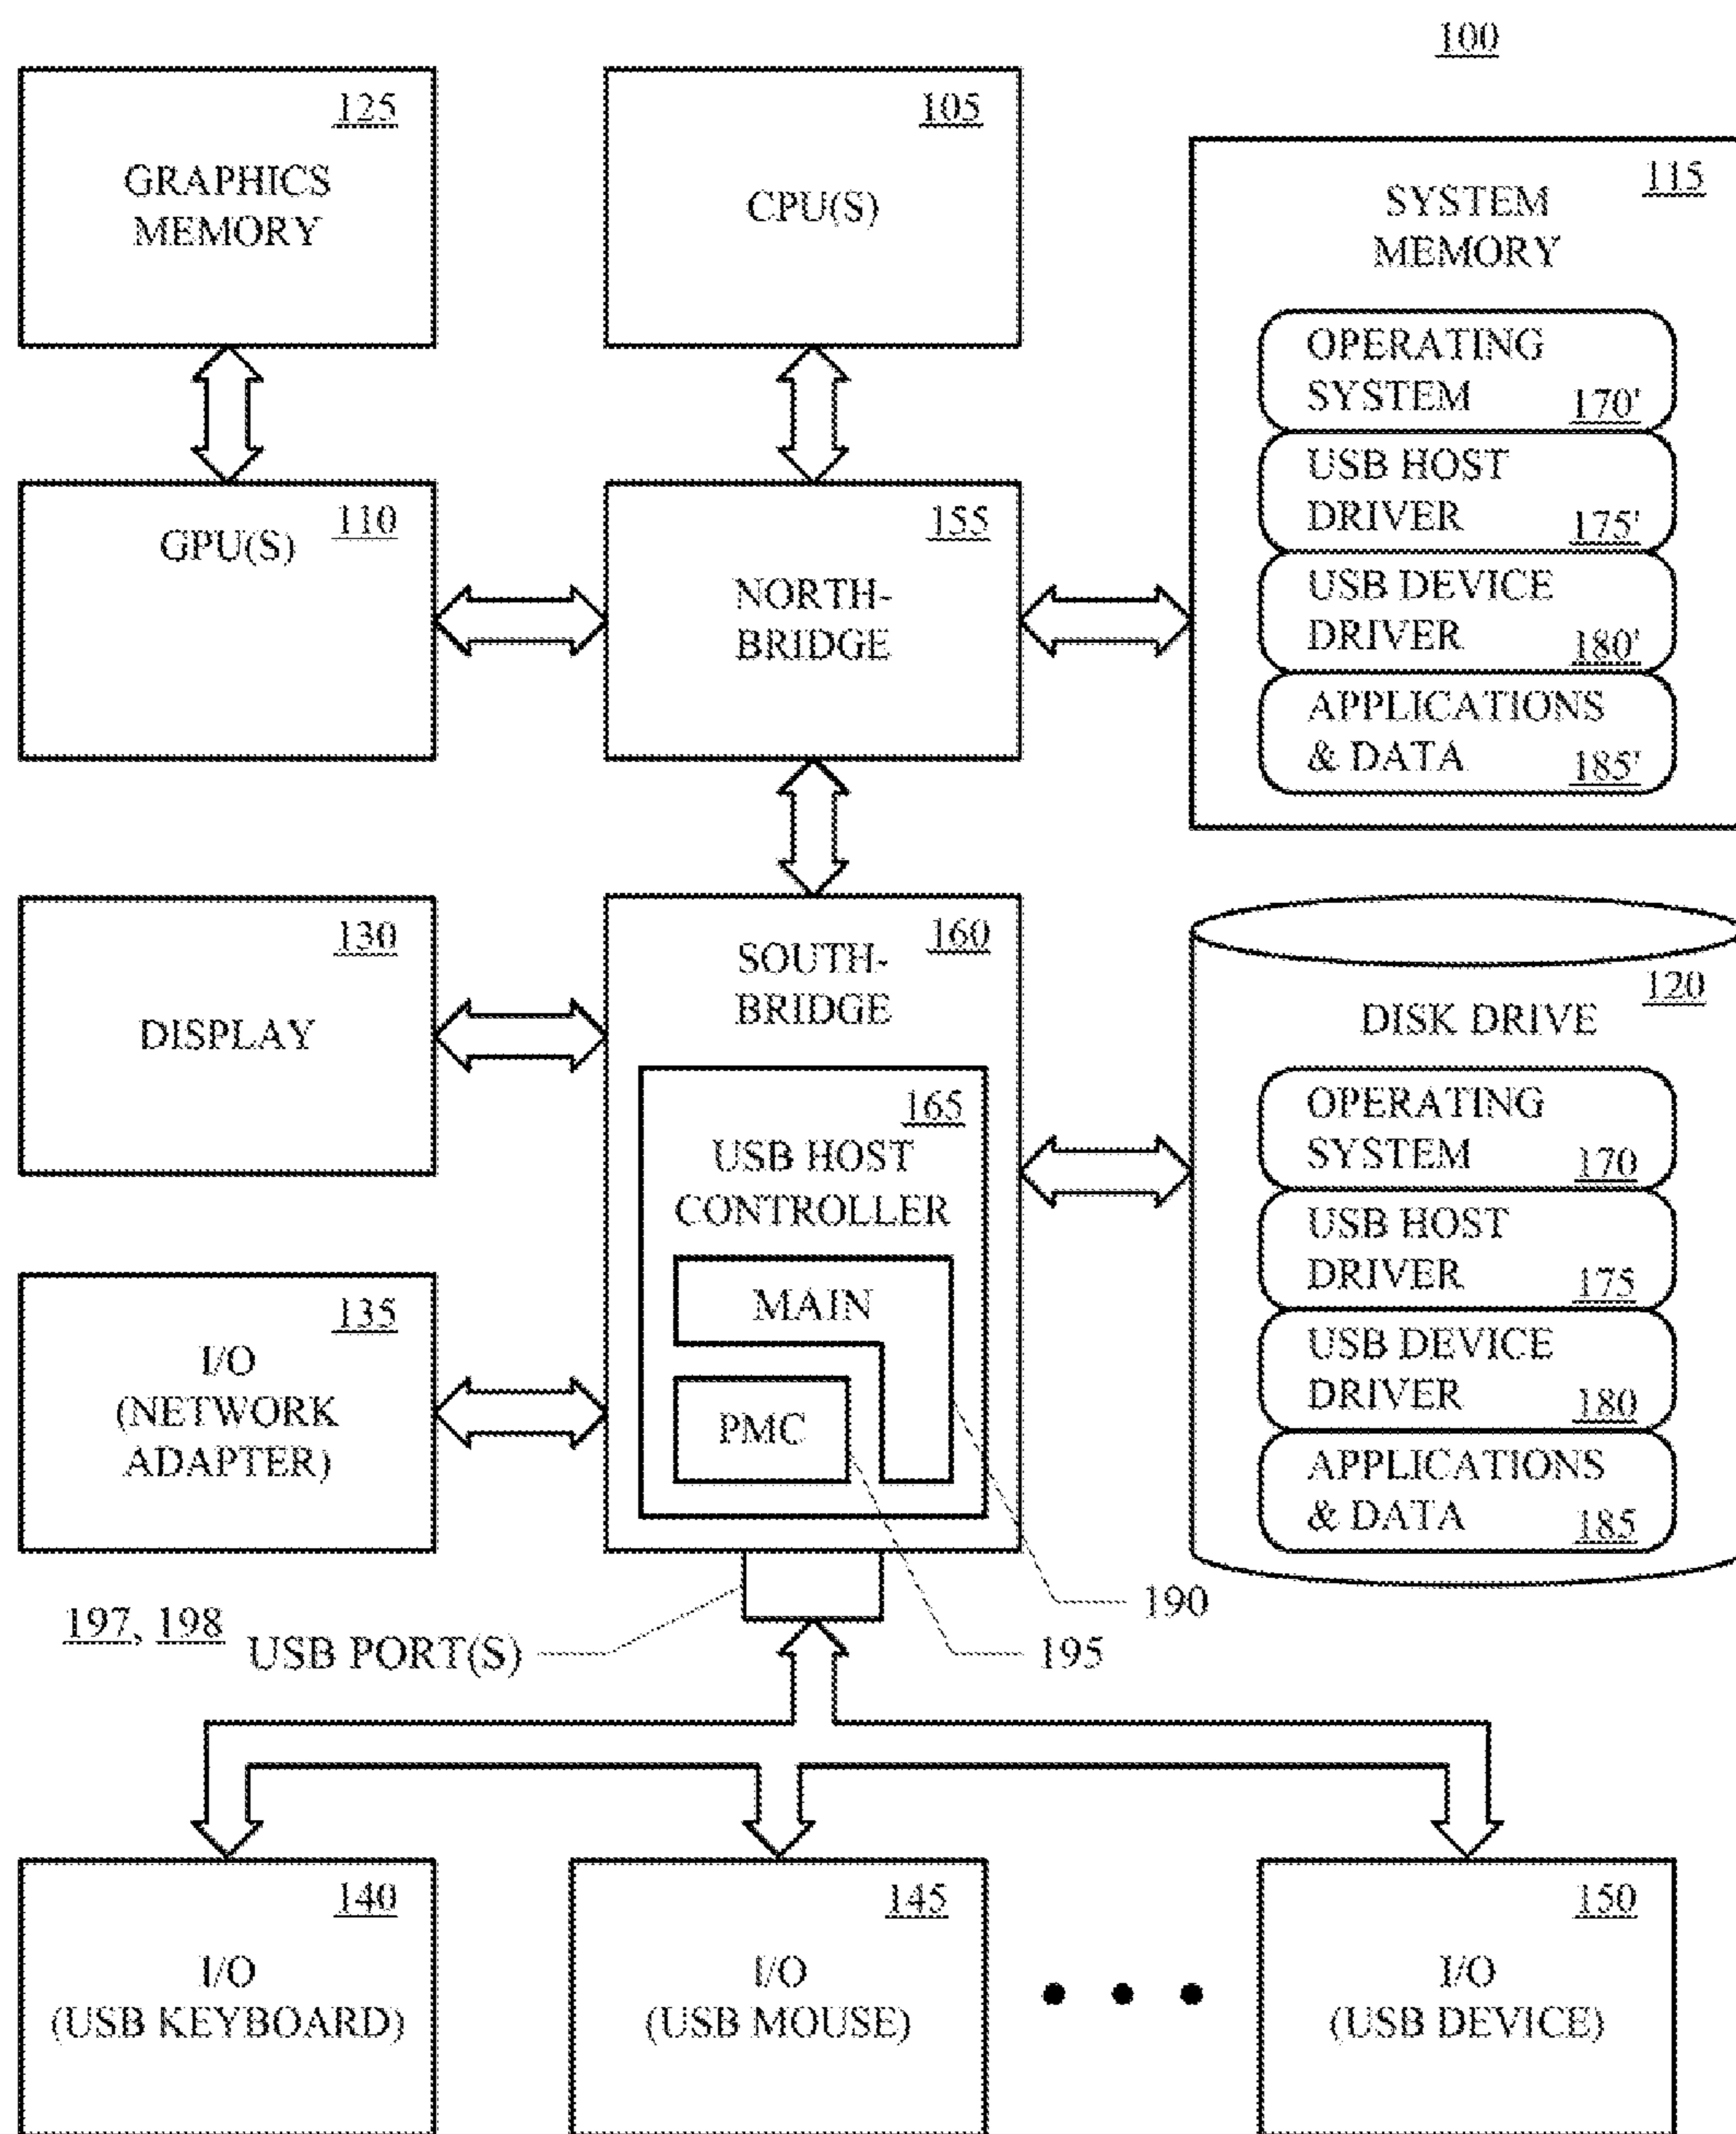 100
125
GRAPHICS
MEMORY
105
CPU(S)
115
SYSTEM
MEMORY
OPERATING
SYSTEM 170'
USB HOST
DRIVER 175'
USB DEVICE
DRIVER 180'
APPLICATIONS
& DATA 185'
110
GPU(S)
155
NORTH-
BRIDGE
130
DISPLAY
160
SOUTH-
BRIDGE
165
USB HOST
CONTROLLER
MAIN
PMC
120
DISK DRIVE
OPERATING
SYSTEM 170
USB HOST
DRIVER 175
USB DEVICE
DRIVER 180
APPLICATIONS
& DATA 185
135
I/O
(NETWORK
ADAPTER)
190
197, 198
USB PORT(S)
195
140
I/O
(USB KEYBOARD)
145
I/O
(USB MOUSE)
150
I/O
(USB DEVICE)